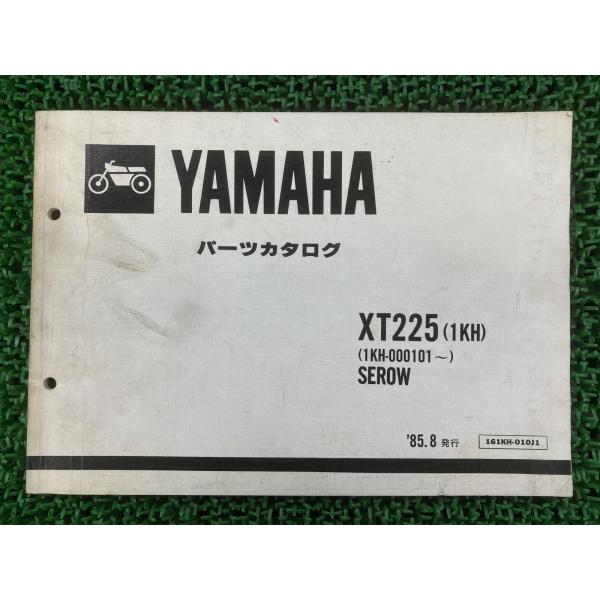 YAMAHA
パーツカタログ
XT225(1KH)
(1KH-000101～)
SEROW
'85.8 発行
161KH-010J1